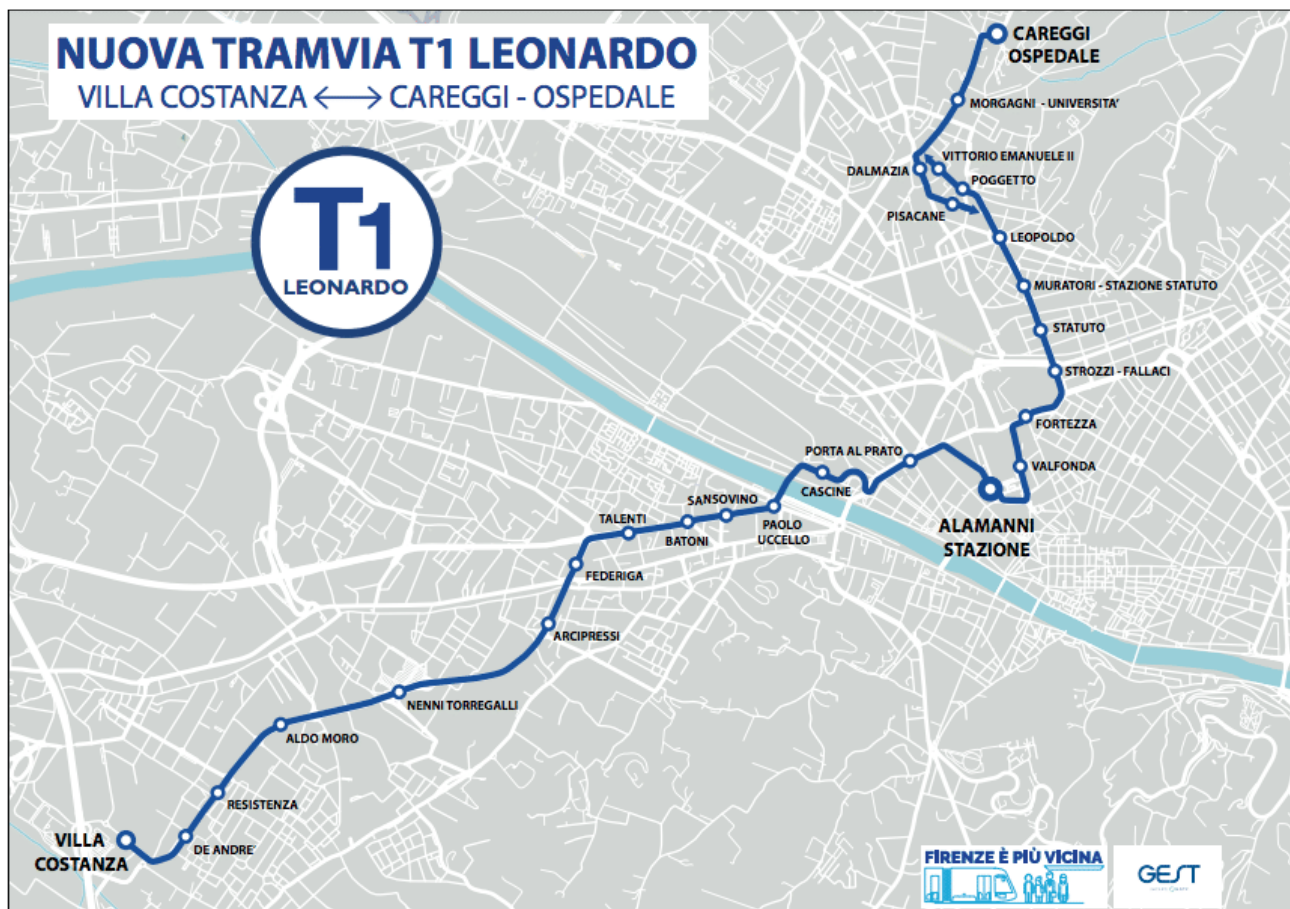 NUOVA TRAMVIA T1 LEONARDO
VILLA COSTANZA ⟷ CAREGGI - OSPEDALE
T1
LEONARDO
CAREGGI
OSPEDALE
MORGAGNI - UNIVERSITA'
VITTORIO EMANUELE II
DALMAZIA
POGGETTO
PISACANE
LEOPOLDO
MURATORI - STAZIONE STATUTO
STATUTO
STROZZI - FALLACI
FORTEZZA
VALFONDA
PORTA AL PRATO
CASCINE
ALAMANNI
STAZIONE
SANSOVINO
PAOLO
UCCELLO
TALENTI
BATONI
FEDERIGA
ARCIPRESSI
NENNI TORREGALLI
ALDO MORO
RESISTENZA
DE ANDRE'
VILLA
COSTANZA
FIRENZE È PIÙ VICINA
GEST